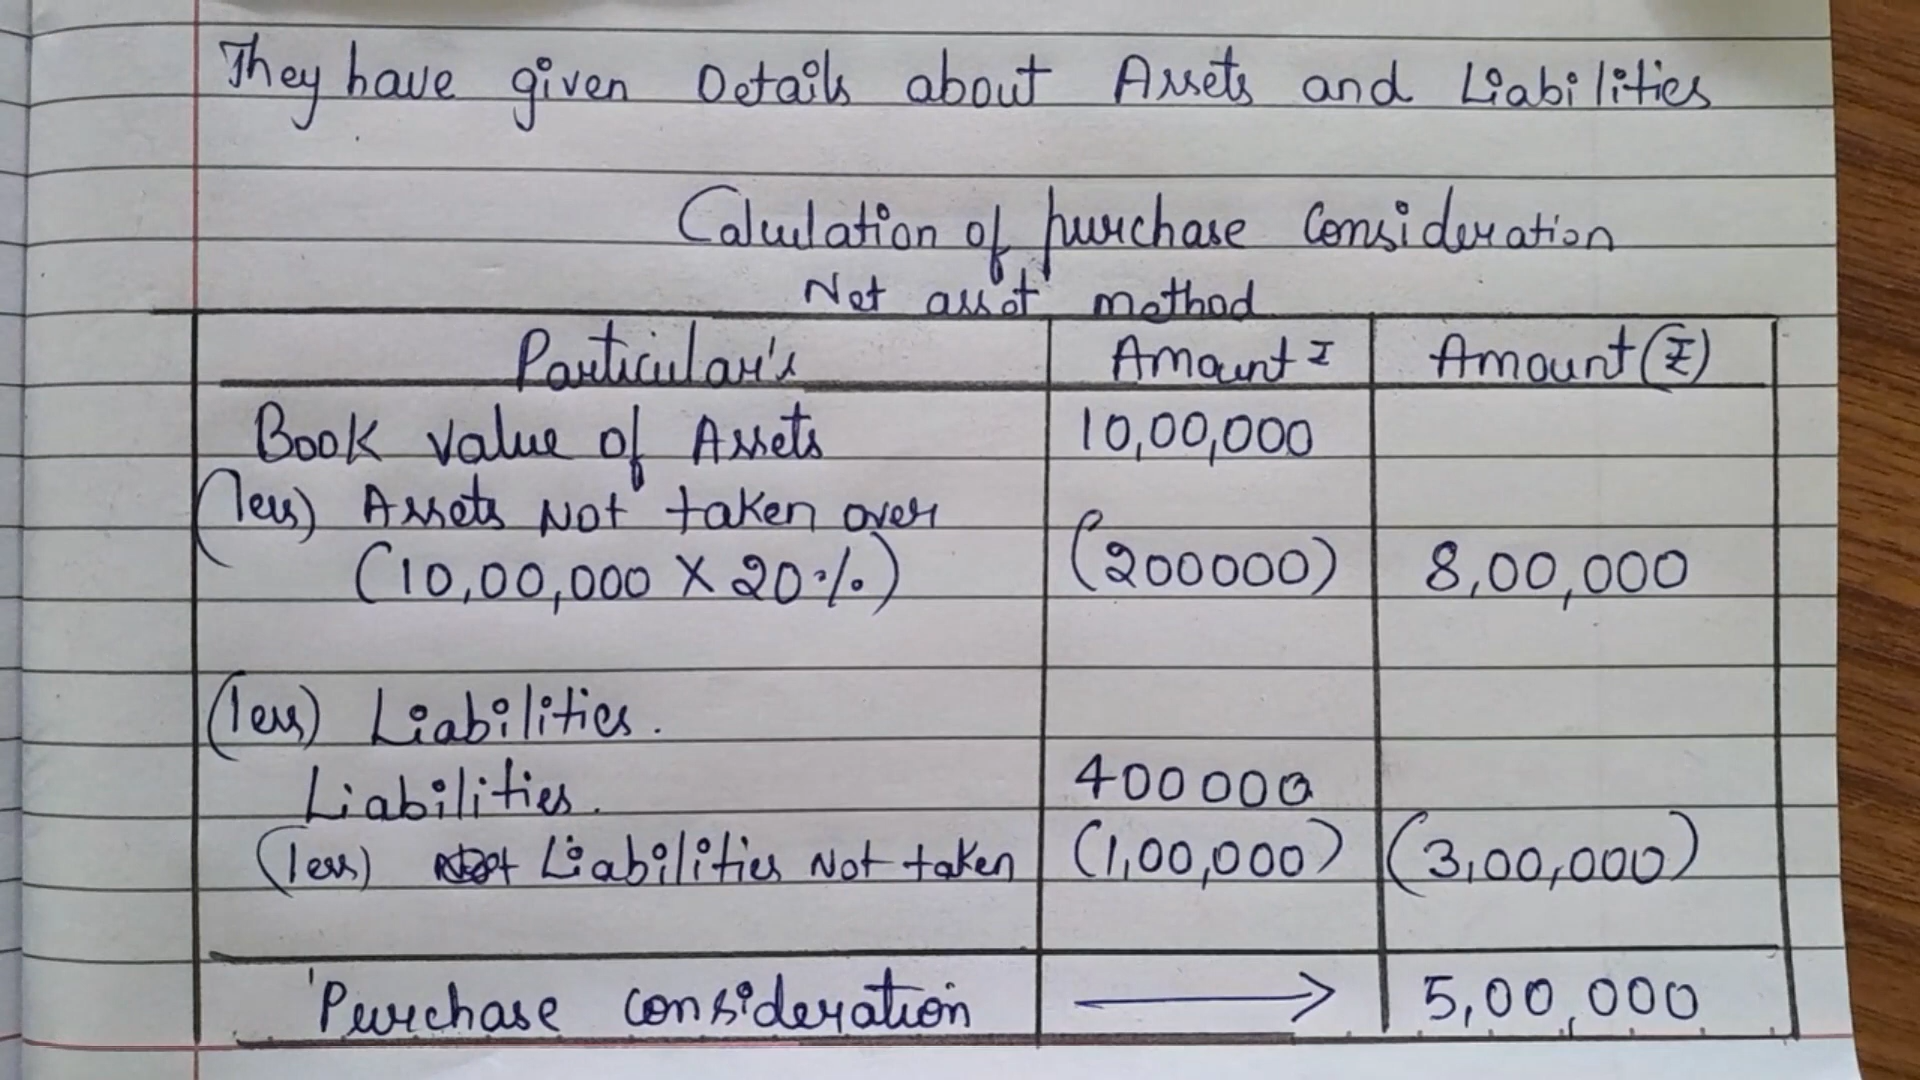 They have given Details about Assets and Liabilities
Calculation of purchase Consideration
Net asset method
Particular's Amount ₹ Amount (₹)
Book value of Assets 10,00,000
(less) Assets Not taken over
(10,00,000 X 20%) (200000) 8,00,000
(less) Liabilities.
Liabilities. 400000
(less) Liabilities Not taken (1,00,000) (3,00,000)
Purchase consideration → 5,00,000